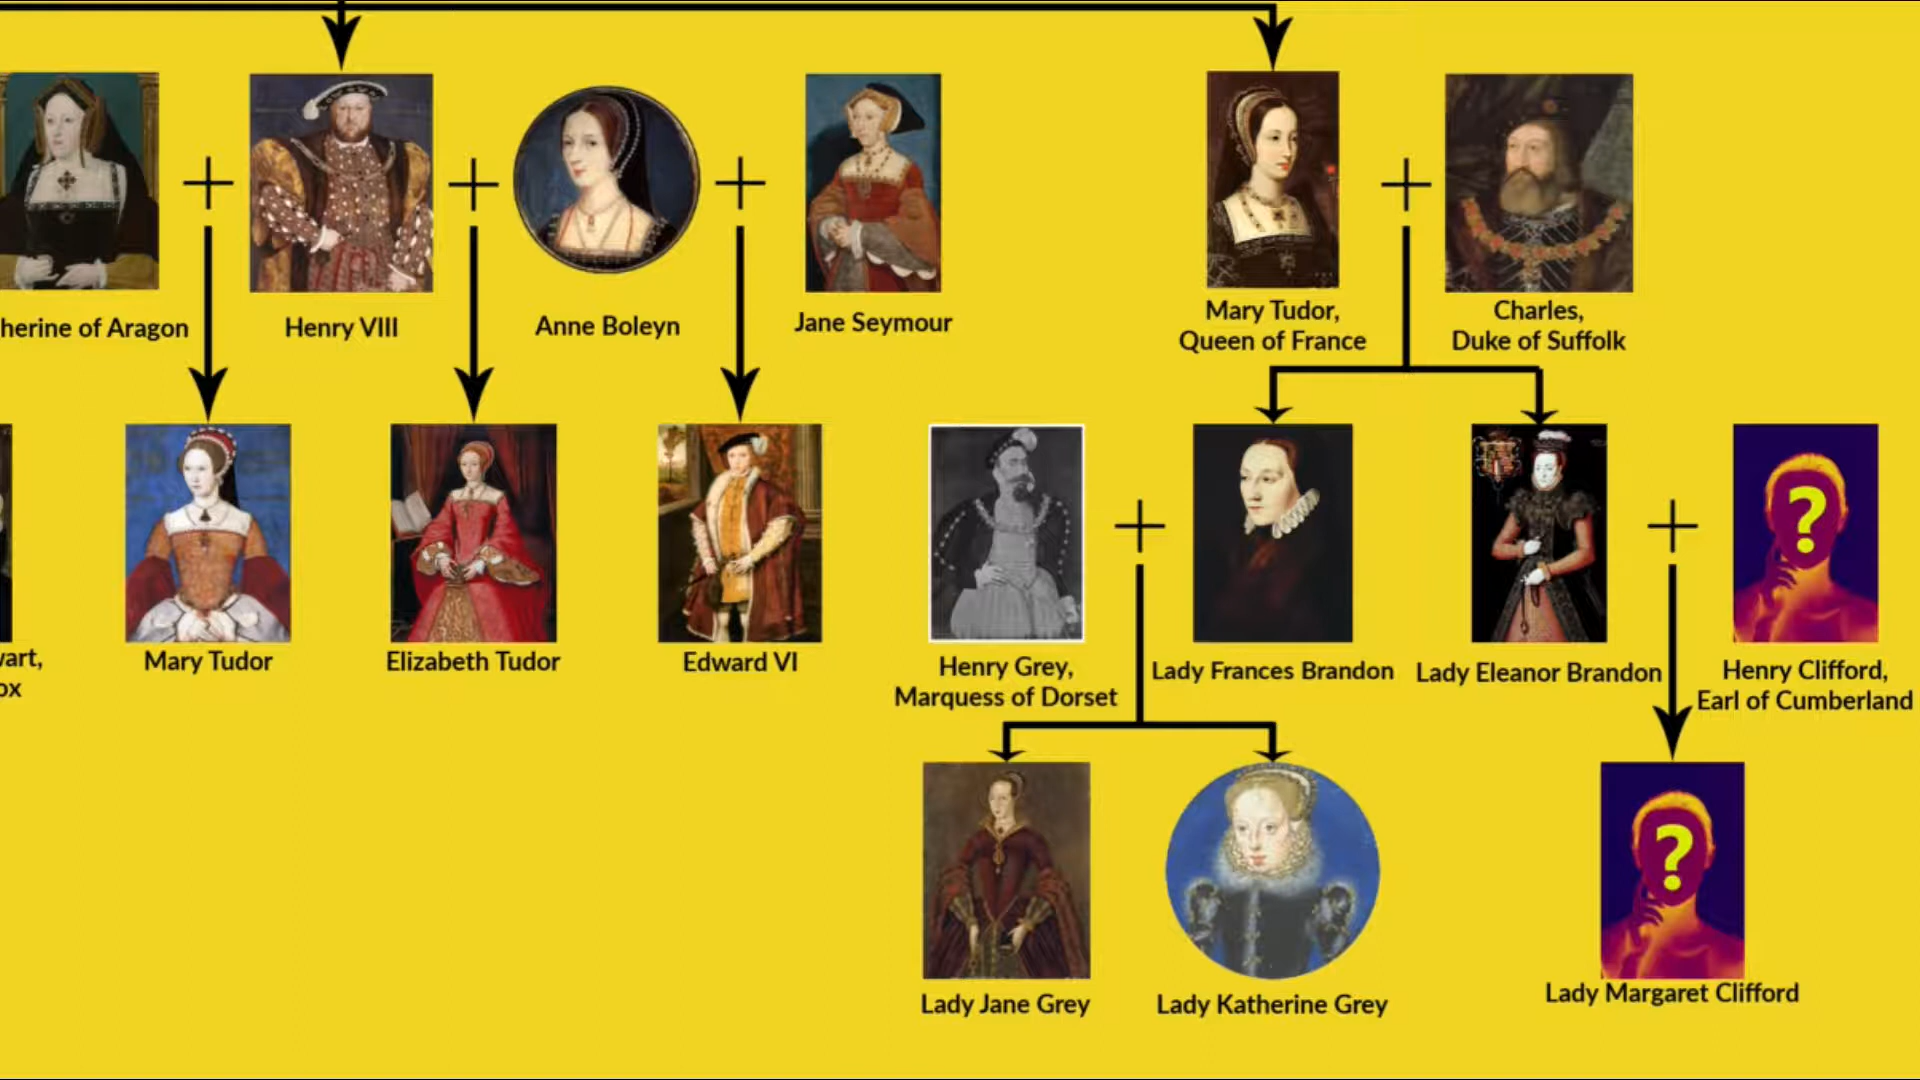 herine of Aragon
Henry VIII
Anne Boleyn
Jane Seymour
Mary Tudor,
Queen of France
Charles,
Duke of Suffolk
wart,
ox
Mary Tudor
Elizabeth Tudor
Edward VI
Henry Grey,
Marquess of Dorset
Lady Frances Brandon
Lady Eleanor Brandon
Henry Clifford,
Earl of Cumberland
?
Lady Jane Grey
Lady Katherine Grey
?
Lady Margaret Clifford